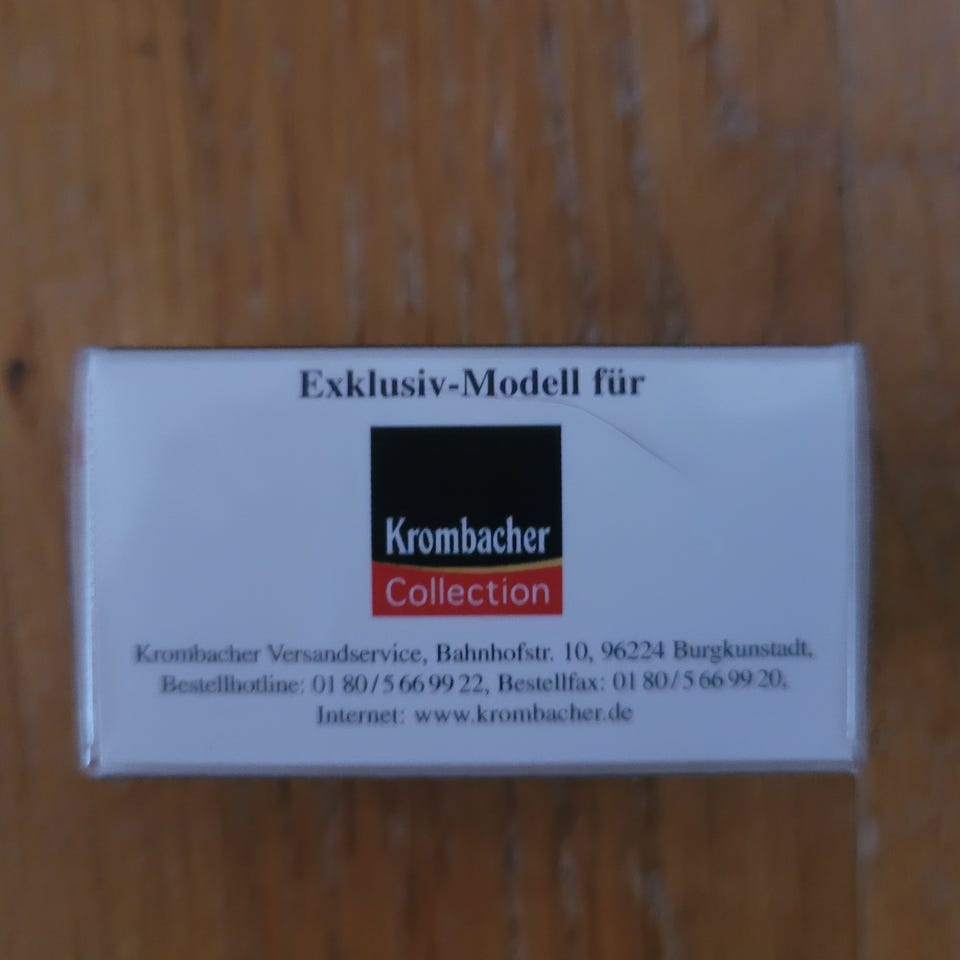 Exklusiv-Modell für
Krombacher
Collection
Krombacher Versandservice, Bahnhofstr. 10, 96224 Burgkunstadt,
Bestellhotline: 01 80 / 5 66 99 22, Bestellfax: 01 80 / 5 66 99 20,
Internet: www.krombacher.de